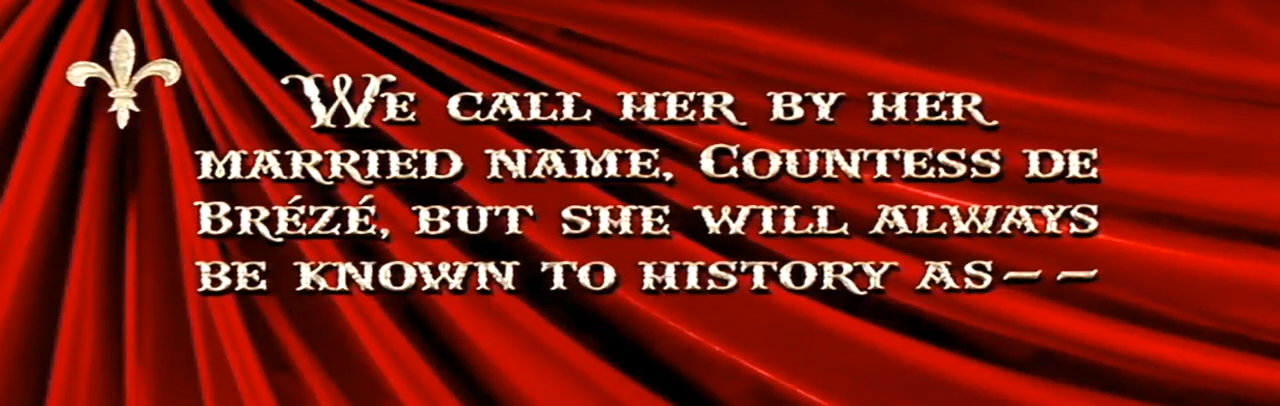 We call her by her
married name, Countess de
Brézé, but she will always
be known to history as--